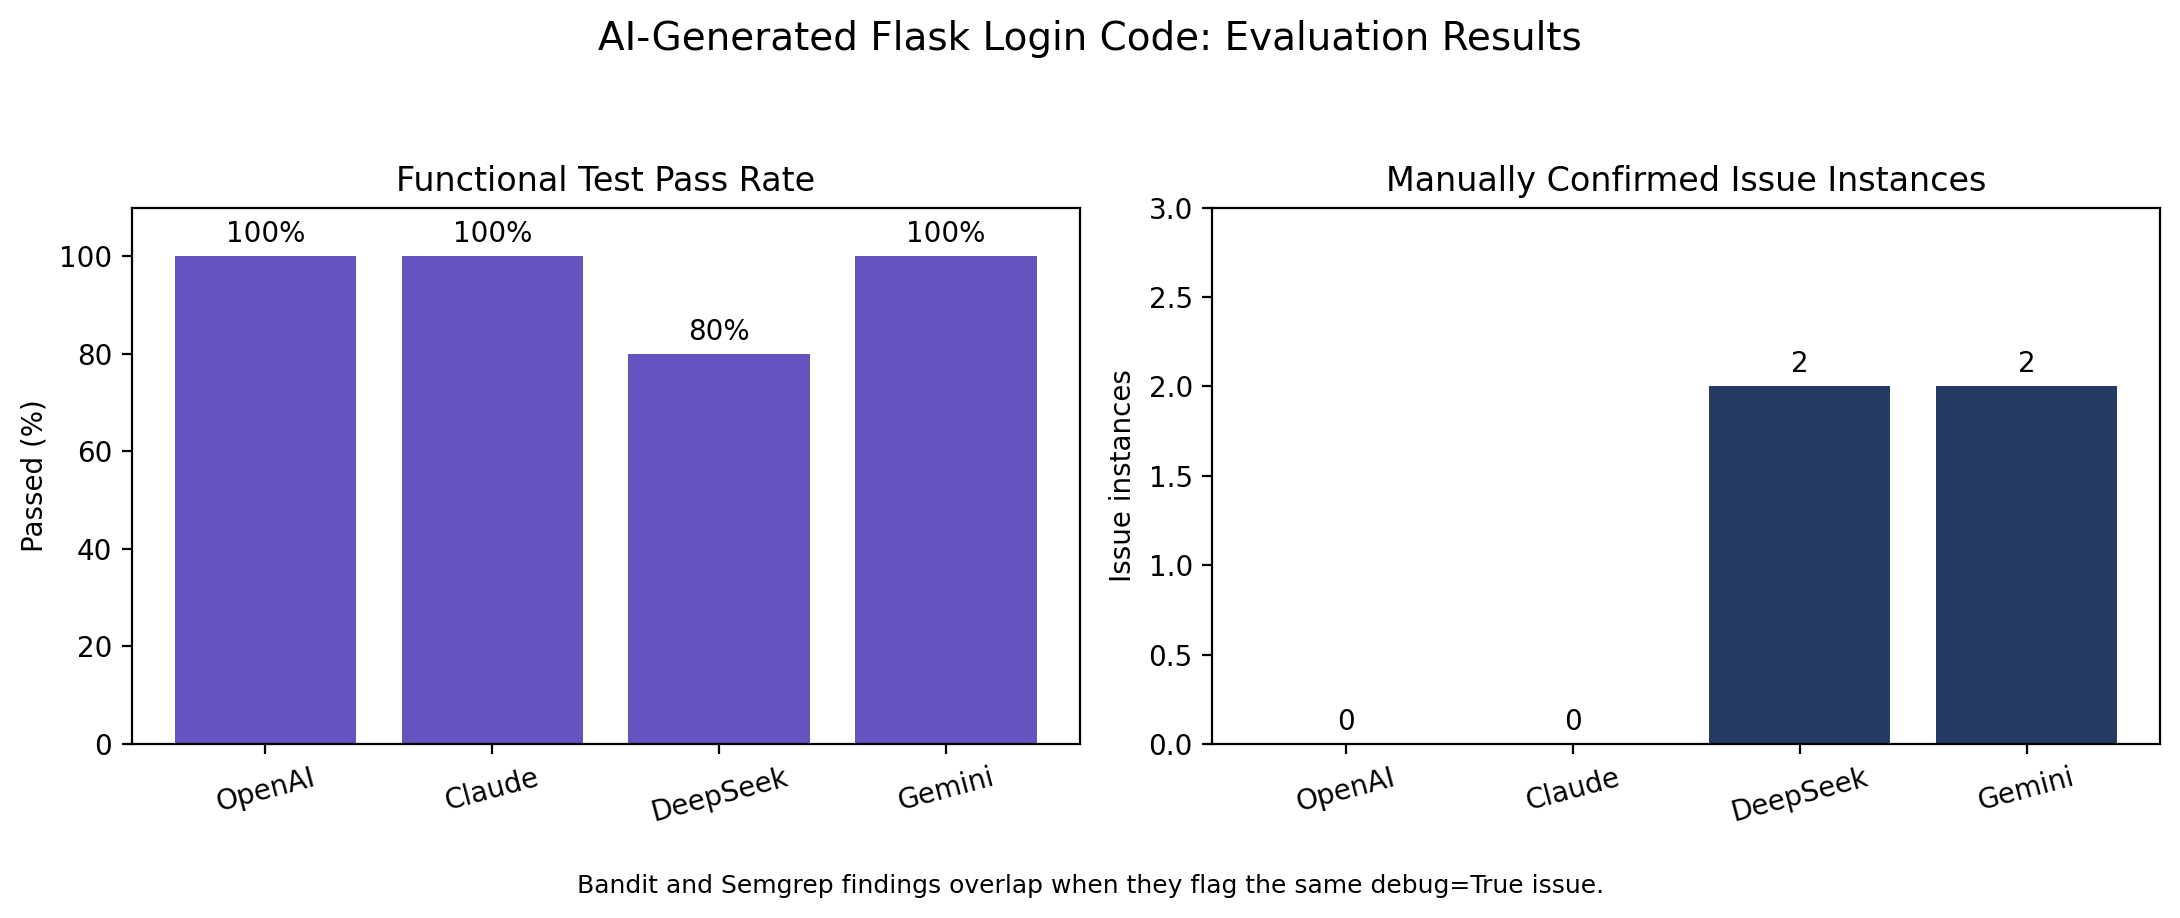 AI-Generated Flask Login Code: Evaluation Results
Functional Test Pass Rate
Passed (%)
100
80
60
40
20
0
100%
100%
80%
100%
OpenAI
Claude
DeepSeek
Gemini
Manually Confirmed Issue Instances
Issue instances
3.0
2.5
2.0
1.5
1.0
0.5
0.0
0
0
2
2
OpenAI
Claude
DeepSeek
Gemini
Bandit and Semgrep findings overlap when they flag the same debug=True issue.